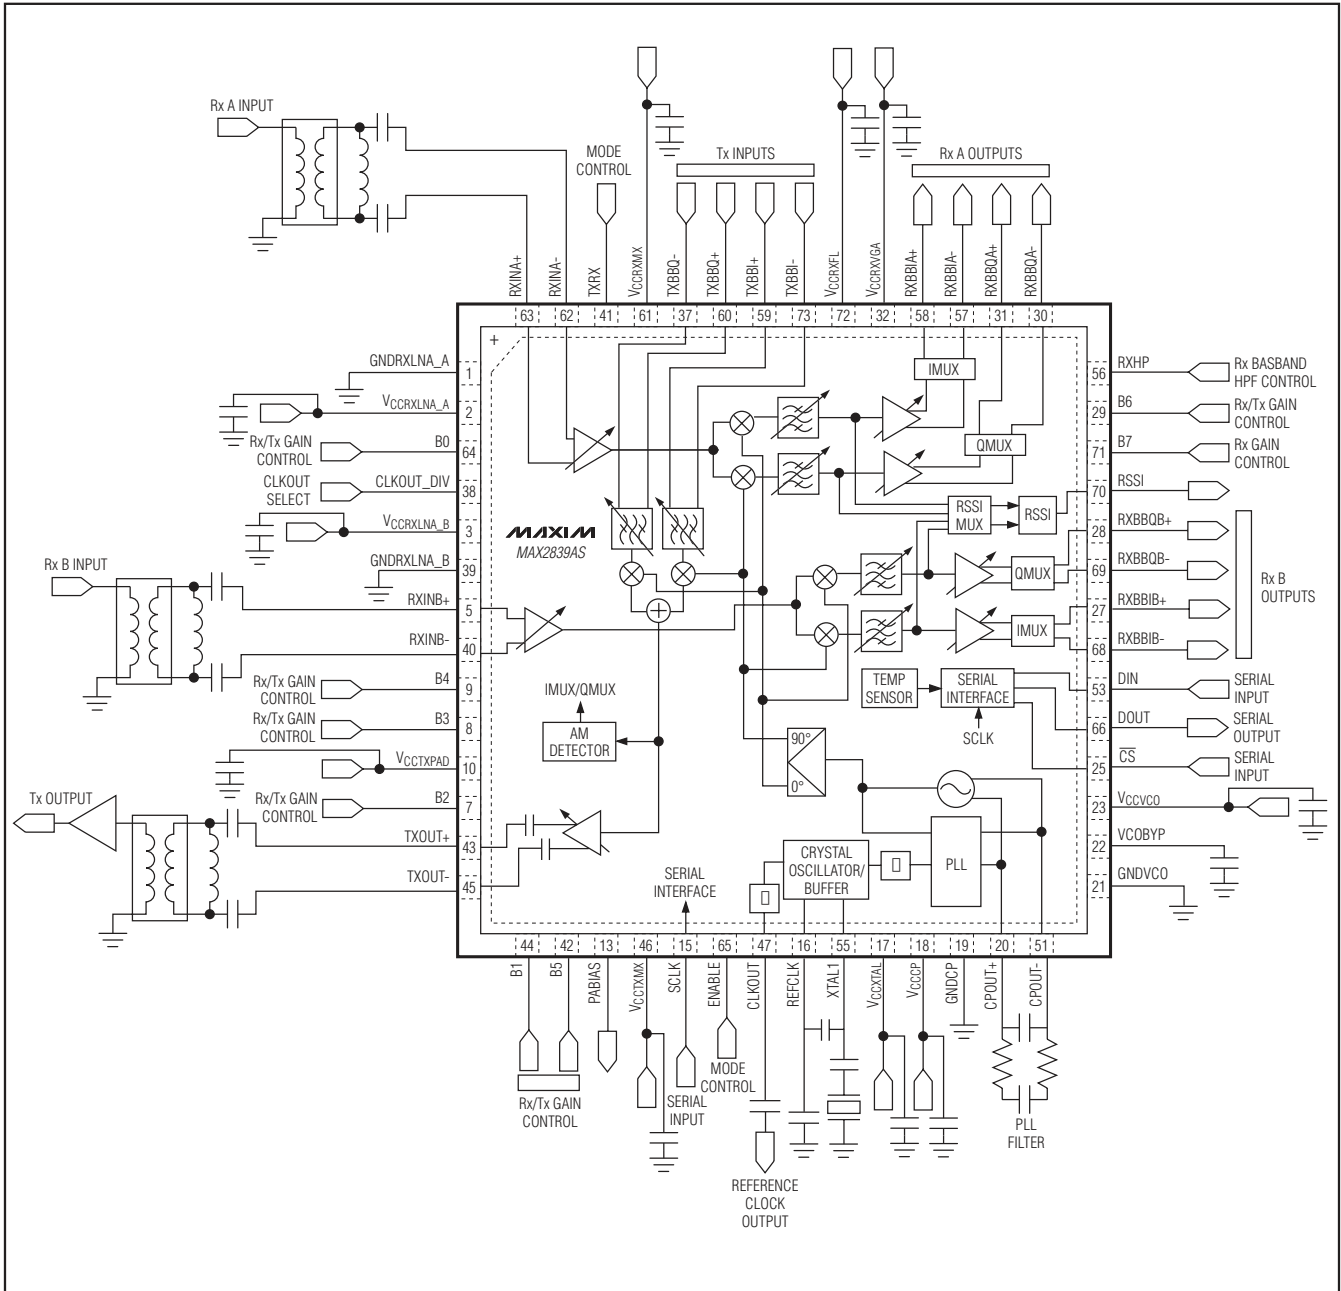 Rx A INPUT
MODE
CONTROL
Tx INPUTS
Rx A OUTPUTS
RXINA+
RXINA-
TXRX
VCCRXMX
TXBBQ-
TXBBQ+
TXBBI+
TXBBI-
VCCRXFL
VCCRXVGA
RXBBIA+
RXBBIA-
RXBBQA+
RXBBQA-
63
62
41
61
37
60
59
73
72
32
58
57
31
30
+
GNDRXLNA_A
1
VCCRXLNA_A
2
Rx/Tx GAIN
CONTROL
B0
64
CLKOUT
SELECT
CLKOUT_DIV
38
VCCRXLNA_B
3
GNDRXLNA_B
39
Rx B INPUT
RXINB+
5
RXINB-
40
Rx/Tx GAIN
CONTROL
B4
9
Rx/Tx GAIN
CONTROL
B3
8
VCCTXPAD
10
Tx OUTPUT
Rx/Tx GAIN
CONTROL
B2
7
TXOUT+
43
TXOUT-
45
MAXIM
MAX2839AS
IMUX
QMUX
RSSI
MUX
RSSI
QMUX
IMUX
TEMP
SENSOR
SERIAL
INTERFACE
SCLK
IMUX/QMUX
AM
DETECTOR
90°
0°
CRYSTAL
OSCILLATOR/
BUFFER
PLL
SERIAL
INTERFACE
56
RXHP
Rx BASBAND
HPF CONTROL
29
B6
Rx/Tx GAIN
CONTROL
71
B7
Rx GAIN
CONTROL
70
RSSI
28
RXBBQB+
69
RXBBQB-
27
RXBBIB+
68
RXBBIB-
Rx B
OUTPUTS
53
DIN
SERIAL
INPUT
66
DOUT
SERIAL
OUTPUT
25
CS
SERIAL
INPUT
23
VCCVCO
22
VCOBYP
21
GNDVCO
44
42
13
46
15
65
47
16
55
17
18
19
20
51
B1
B5
PABIAS
VCCTXMX
SCLK
ENABLE
CLKOUT
REFCLK
XTAL1
VCCXTAL
VCCCP
GNDCP
CPOUT+
CPOUT-
Rx/Tx GAIN
CONTROL
SERIAL
INPUT
MODE
CONTROL
REFERENCE
CLOCK
OUTPUT
PLL
FILTER